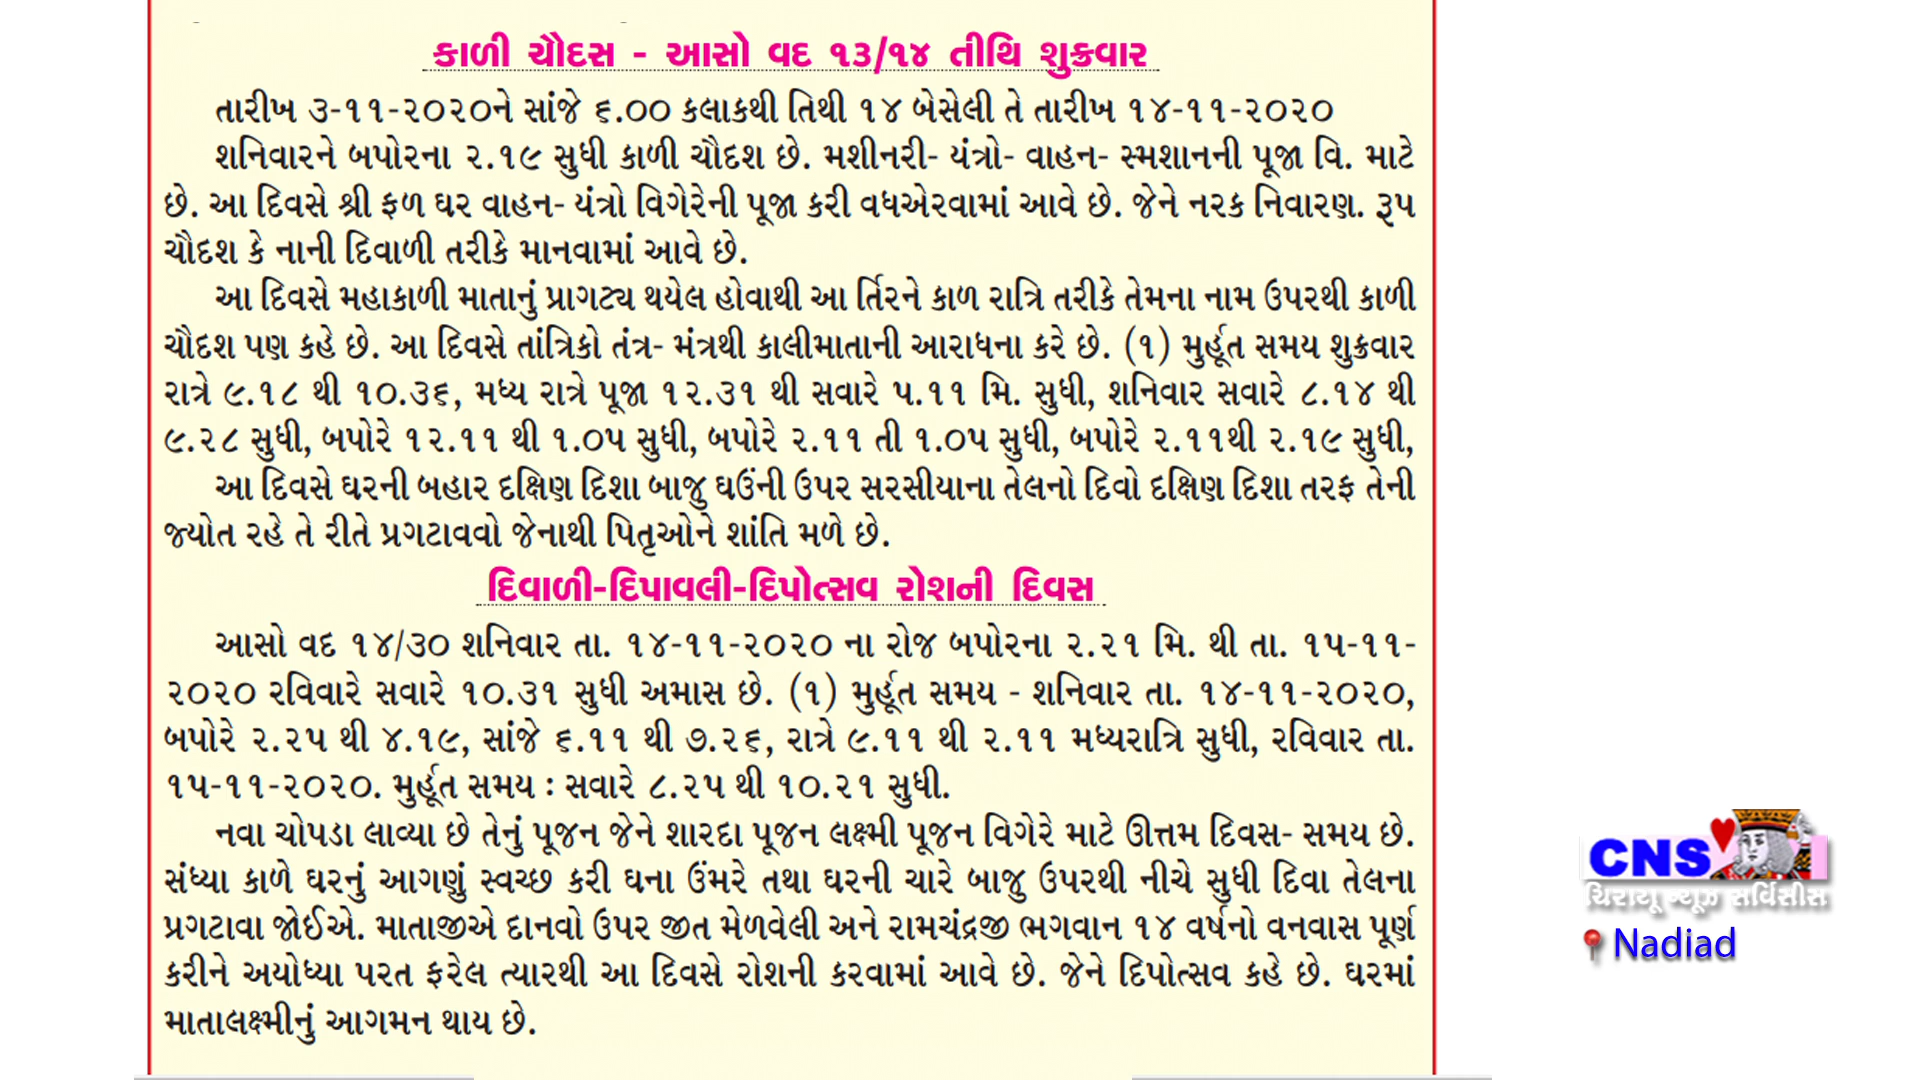 કાળી ચૌદસ - આસો વદ ૧૩/૧૪ તીથિ શુક્રવાર
તારીખ ૩-૧૧-૨૦૨૦ને સાંજે ૬.૦૦ કલાકથી તિથી ૧૪ બેસેલી તે તારીખ ૧૪-૧૧-૨૦૨૦
શનિવારને બપોરના ૨.૧૯ સુધી કાળી ચૌદશ છે. મશીનરી- યંત્રો- વાહન- સ્મશાનની પૂજા વિ. માટે
છે. આ દિવસે શ્રી ફળ ઘર વાહન- યંત્રો વિગેરેની પૂજા કરી વધએરવામાં આવે છે. જેને નરક નિવારણ. રૂપ
ચૌદશ કે નાની દિવાળી તરીકે માનવામાં આવે છે.
આ દિવસે મહાકાળી માતાનું પ્રાગટ્ય થયેલ હોવાથી આ ર્તિરને કાળ રાત્રિ તરીકે તેમના નામ ઉપરથી કાળી
ચૌદશ પણ કહે છે. આ દિવસે તાંત્રિકો તંત્ર- મંત્રથી કાલીમાતાની આરાધના કરે છે. (૧) મુર્હૂત સમય શુક્રવાર
રાત્રે ૯.૧૮ થી ૧૦.૩૬, મધ્ય રાત્રે પૂજા ૧૨.૩૧ થી સવારે ૫.૧૧ મિ. સુધી, શનિવાર સવારે ૮.૧૪ થી
૯.૨૮ સુધી, બપોરે ૧૨.૧૧ થી ૧.૦૫ સુધી, બપોરે ૨.૧૧ તી ૧.૦૫ સુધી, બપોરે ૨.૧૧થી ૨.૧૯ સુધી,
આ દિવસે ઘરની બહાર દક્ષિણ દિશા બાજુ ઘઉંની ઉપર સરસીયાના તેલનો દિવો દક્ષિણ દિશા તરફ તેની
જ્યોત રહે તે રીતે પ્રગટાવવો જેનાથી પિતૃઓને શાંતિ મળે છે.
દિવાળી-દિપાવલી-દિપોત્સવ રોશની દિવસ
આસો વદ ૧૪/૩૦ શનિવાર તા. ૧૪-૧૧-૨૦૨૦ ના રોજ બપોરના ૨.૨૧ મિ. થી તા. ૧૫-૧૧-
૨૦૨૦ રવિવારે સવારે ૧૦.૩૧ સુધી અમાસ છે. (૧) મુર્હૂત સમય - શનિવાર તા. ૧૪-૧૧-૨૦૨૦,
બપોરે ૨.૨૫ થી ૪.૧૯, સાંજે ૬.૧૧ થી ૭.૨૬, રાત્રે ૯.૧૧ થી ૨.૧૧ મધ્યરાત્રિ સુધી, રવિવાર તા.
૧૫-૧૧-૨૦૨૦. મુર્હૂત સમય : સવારે ૮.૨૫ થી ૧૦.૨૧ સુધી.
નવા ચોપડા લાવ્યા છે તેનું પૂજન જેને શારદા પૂજન લક્ષ્મી પૂજન વિગેરે માટે ઊત્તમ દિવસ- સમય છે.
સંધ્યા કાળે ઘરનું આગણું સ્વચ્છ કરી ઘના ઉંમરે તથા ઘરની ચારે બાજુ ઉપરથી નીચે સુધી દિવા તેલના
પ્રગટાવા જોઈએ. માતાજીએ દાનવો ઉપર જીત મેળવેલી અને રામચંદ્રજી ભગવાન ૧૪ વર્ષનો વનવાસ પૂર્ણ
કરીને અયોધ્યા પરત ફરેલ ત્યારથી આ દિવસે રોશની કરવામાં આવે છે. જેને દિપોત્સવ કહે છે. ઘરમાં
માતાલક્ષ્મીનું આગમન થાય છે.
CNS
ચિરાયૂ ન્યૂઝ સર્વિસીસ
Nadiad